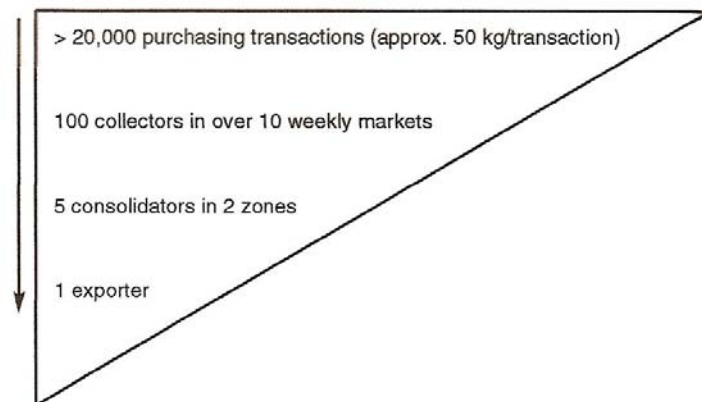 > 20,000 purchasing transactions (approx. 50 kg/transaction)
100 collectors in over 10 weekly markets
5 consolidators in 2 zones
1 exporter